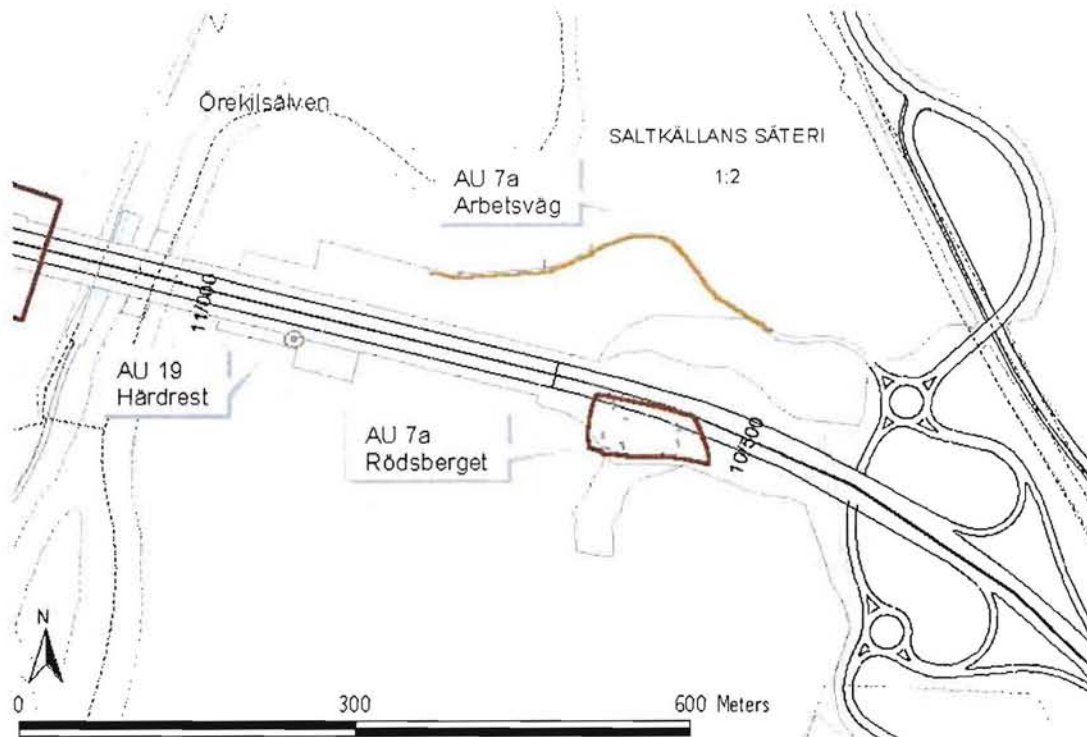 Örekilsälven
SALTKÄLLANS SÄTERI
1:2
AU 7a
Arbetsväg
11/000
AU 19
Härdrest
AU 7a
Rödsberget
10/500
N
0
300
600 Meters